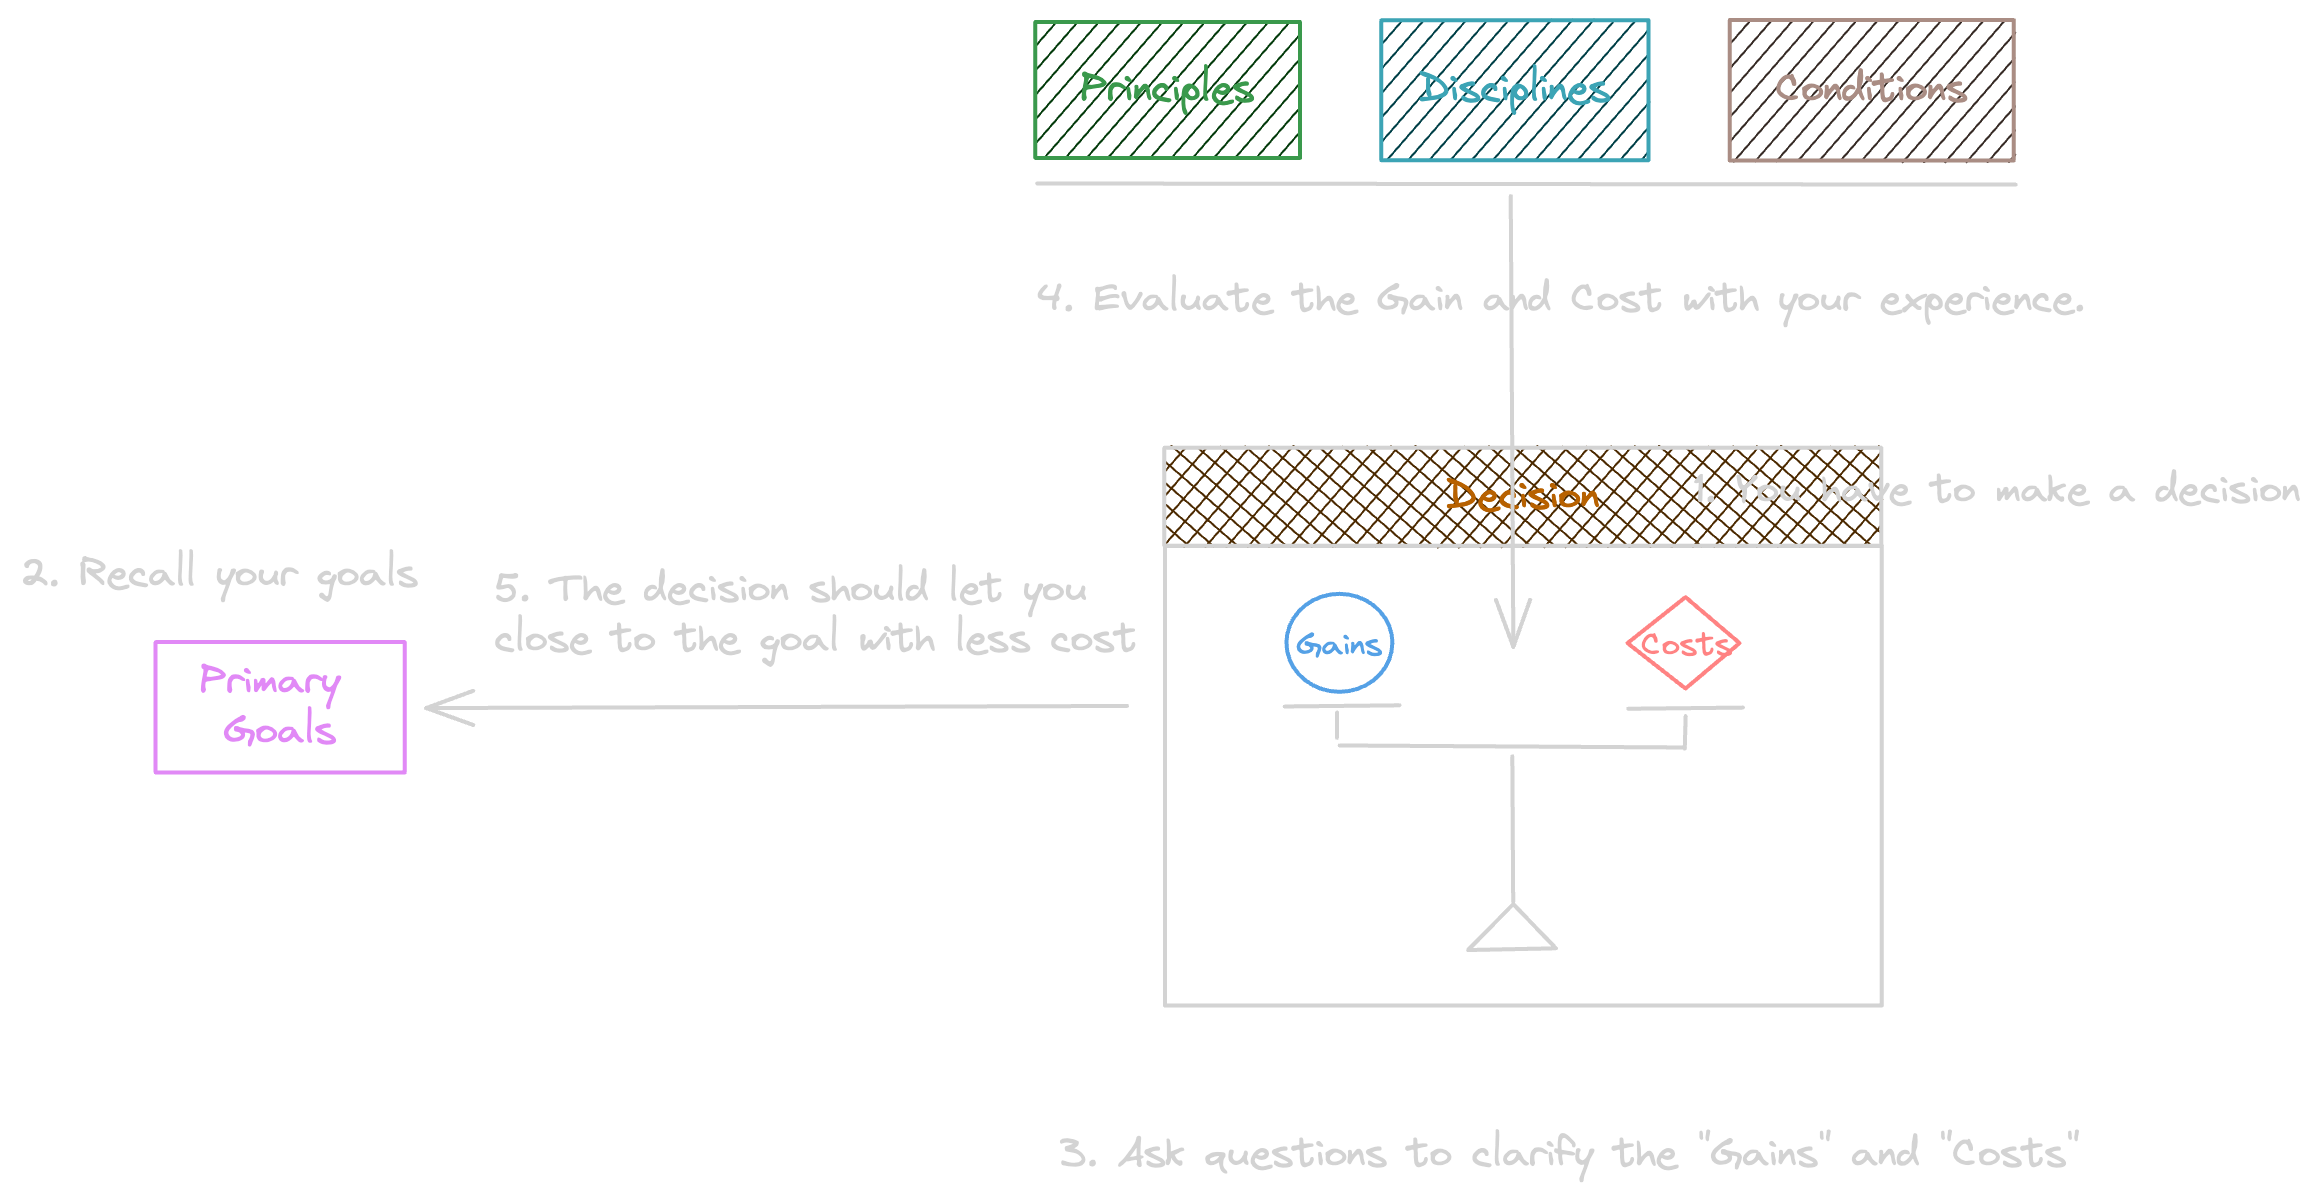 Principles
Disciplines
Conditions
4. Evaluate the Gain and Cost with your experience.
Decision
1. You have to make a decision
2. Recall your goals
5. The decision should let you
close to the goal with less cost
Gains
Costs
Primary
Goals
3. Ask questions to clarify the "Gains" and "Costs"